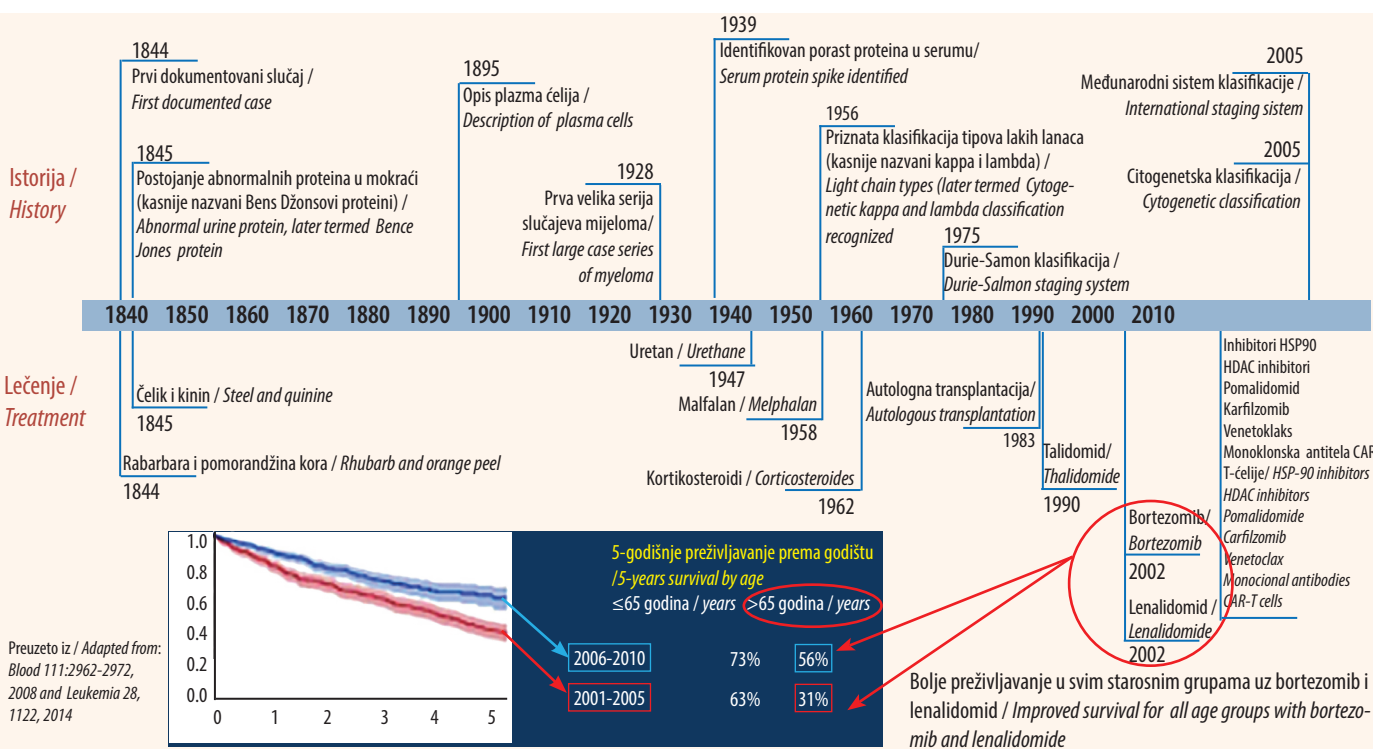 1844
Prvi dokumentovani slučaj /
First documented case
1845
Postojanje abnormalnih proteina u mokraći
(kasnije nazvani Bens Džonsovi proteini) /
Abnormal urine protein, later termed Bence
Jones protein
1895
Opis plazma ćelija /
Description of plasma cells
1928
Prva velika serija
slučajeva mijeloma/
First large case series
of myeloma
1939
Identifikovan porast proteina u serumu/
Serum protein spike identified
1956
Priznata klasifikacija tipova lakih lanaca
(kasnije nazvani kappa i lambda) /
Light chain types (later termed Cytoge-
netic kappa and lambda classification
recognized
1975
Durie-Samon klasifikacija /
Durie-Salmon staging system
2005
Međunarodni sistem klasifikacije /
International staging sistem
2005
Citogenetska klasifikacija /
Cytogenetic classification
Istorija /
History
1840 1850 1860 1870 1880 1890 1900 1910 1920 1930 1940 1950 1960 1970 1980 1990 2000 2010
Lečenje /
Treatment
Čelik i kinin / Steel and quinine
1845
Rabarbara i pomorandžina kora / Rhubarb and orange peel
1844
Uretan / Urethane
1947
Malfalan / Melphalan
1958
Kortikosteroidi / Corticosteroides
1962
Autologna transplantacija/
Autologous transplantation
1983
Talidomid/
Thalidomide
1990
Bortezomib/
Bortezomib
2002
Lenalidomid /
Lenalidomide
2002
Inhibitori HSP90
HDAC inhibitori
Pomalidomid
Karfilzomib
Venetoklaks
Monoklonska antitela CAR
T-ćelije/ HSP-90 inhibitors
HDAC inhibitors
Pomalidomide
Carfilzomib
Venetoclax
Monocional antibodies
CAR-T cells
1.0
0.8
0.6
0.4
0.2
0.0
0 1 2 3 4 5
5-godišnje preživljavanje prema godištu
/5-years survival by age
≤65 godina / years >65 godina / years
2006-2010 73% 56%
2001-2005 63% 31%
Preuzeto iz / Adapted from:
Blood 111:2962-2972,
2008 and Leukemia 28,
1122, 2014
Bolje preživljavanje u svim starosnim grupama uz bortezomib i
lenalidomid / Improved survival for all age groups with bortezo-
mib and lenalidomide